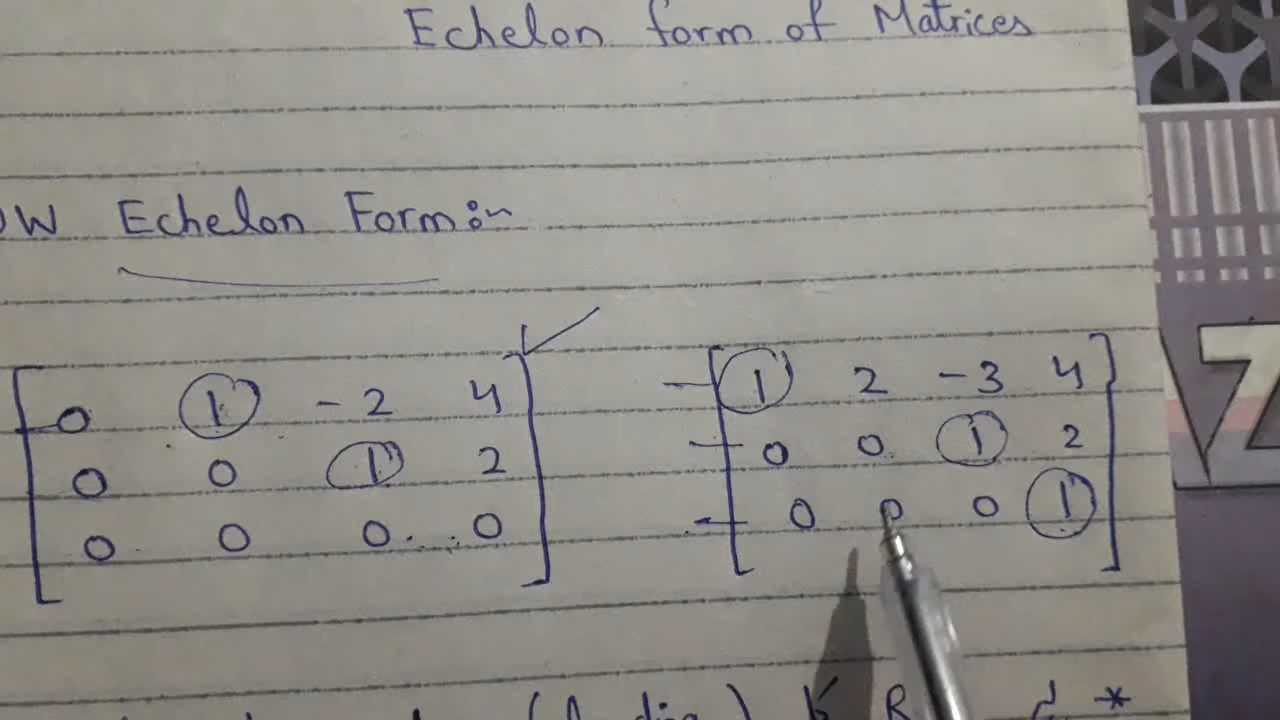 Echelon form of Matrices
ow Echelon Form:-
0 1 -2 4
0 0 1 2
0 0 0 0
1 2 -3 4
0 0 1 2
0 0 0 1